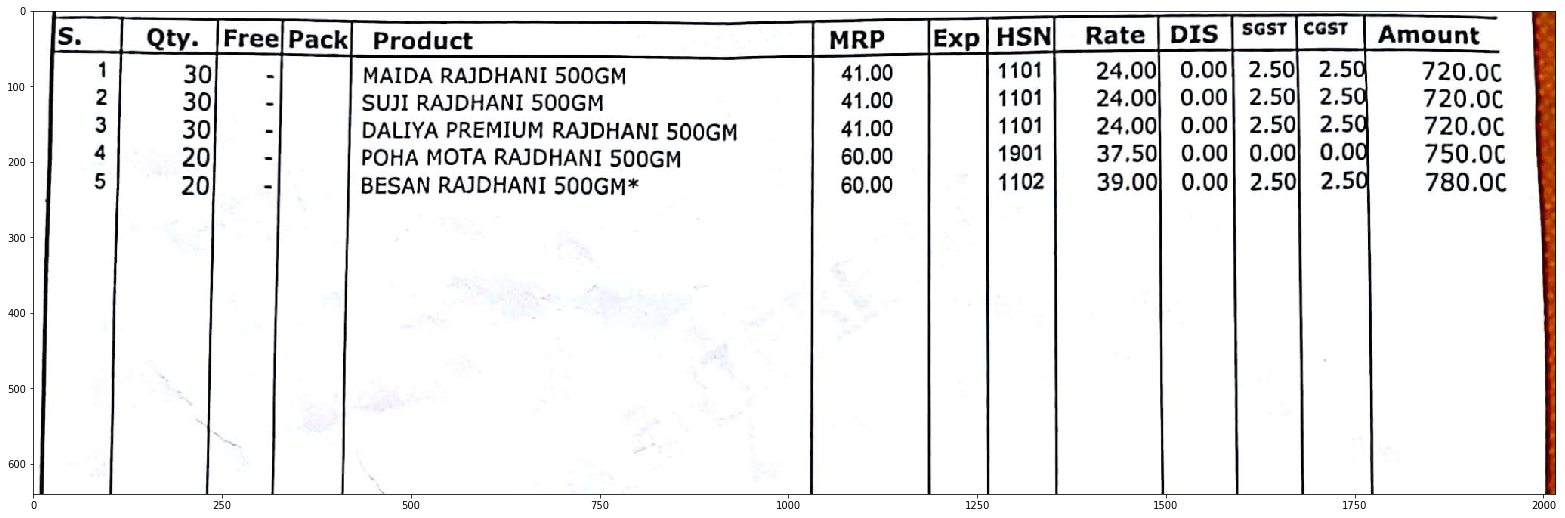 0
S. Qty. Free Pack Product MRP Exp HSN Rate DIS SGST CGST Amount
1 30 - MAIDA RAJDHANI 500GM 41.00 1101 24.00 0.00 2.50 2.50 720.00
100
2 30 - SUJI RAJDHANI 500GM 41.00 1101 24.00 0.00 2.50 2.50 720.00
3 30 - DALIYA PREMIUM RAJDHANI 500GM 41.00 1101 24.00 0.00 2.50 2.50 720.00
200
4 20 - POHA MOTA RAJDHANI 500GM 60.00 1901 37.50 0.00 0.00 0.00 750.00
5 20 - BESAN RAJDHANI 500GM* 60.00 1102 39.00 0.00 2.50 2.50 780.00
300
400
500
600
0 250 500 750 1000 1250 1500 1750 2000